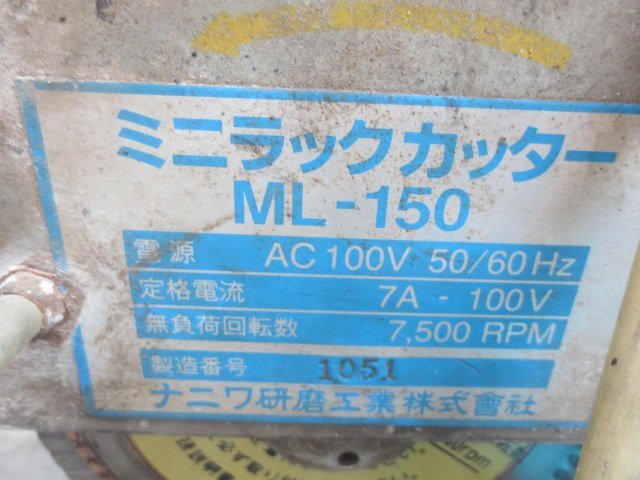 ミニラックカッター
ML-150
電源 AC100V 50/60Hz
定格電流 7A - 100V
無負荷回転数 7,500 RPM
製造番号 1051
ナニワ研磨工業株式會社